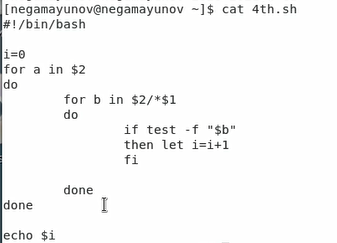 [negamayunov@negamayunov ~]$ cat 4th.sh
#!/bin/bash
i=0
for a in $2
do
for b in $2/*$1
do
if test -f "$b"
then let i=i+1
fi
done
done
echo $i